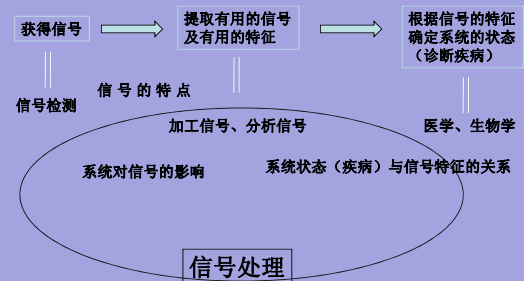 获得信号
提取有用的信号
及有用的特征
根据信号的特征
确定系统的状态
（诊断疾病）
信号检测
信 号 的 特 点
加工信号、分析信号
医学、生物学
系统对信号的影响
系统状态（疾病）与信号特征的关系
信号处理